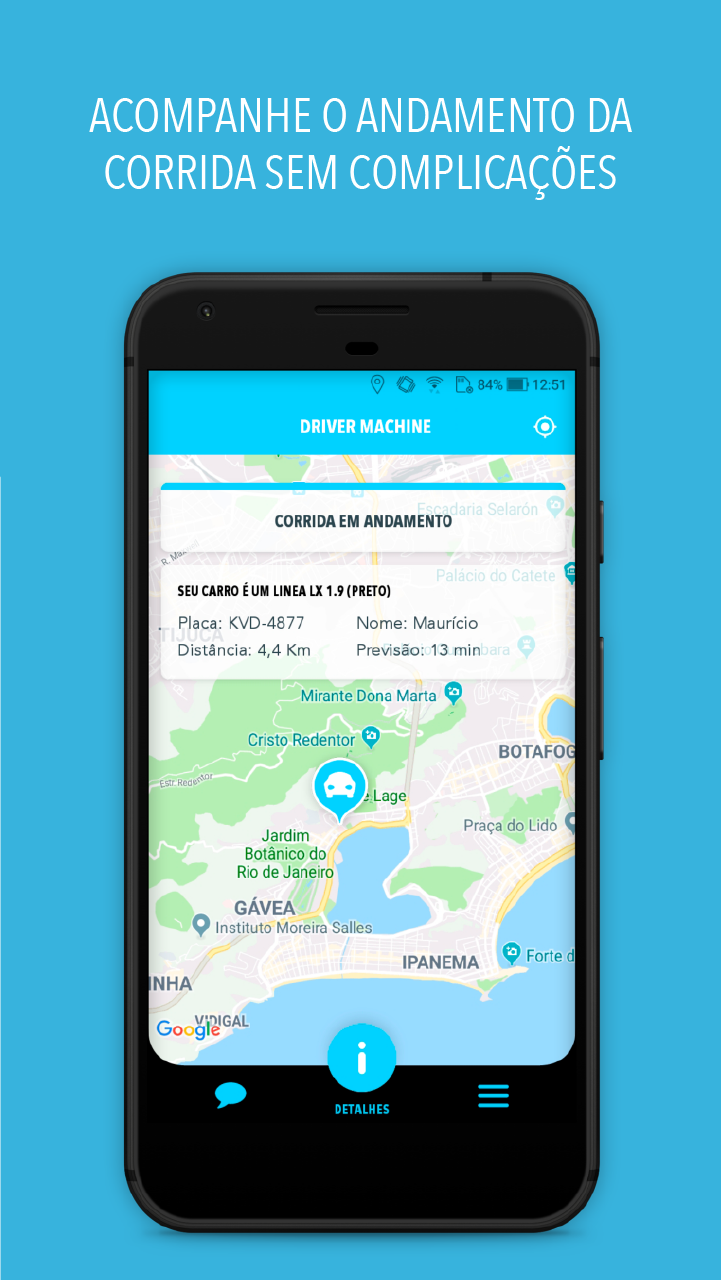 ACOMPANHE O ANDAMENTO DA
CORRIDA SEM COMPLICAÇÕES
84% 12:51
DRIVER MACHINE
Escadaria Selarón
CORRIDA EM ANDAMENTO
Palácio do Catete
SEU CARRO É UM LINEA LX 1.9 (PRETO)
Placa: KVD-4877 Nome: Maurício
TIJUCA
Distância: 4,4 Km Previsão: 13 min
Mirante Dona Marta
Cristo Redentor
BOTAFOG
Estr. Redentor
e Lage
Praça do Lido
Jardim
Botânico do
Rio de Janeiro
GÁVEA
Instituto Moreira Salles
IPANEMA
Forte d
INHA
VIDIGAL
Google
DETALHES